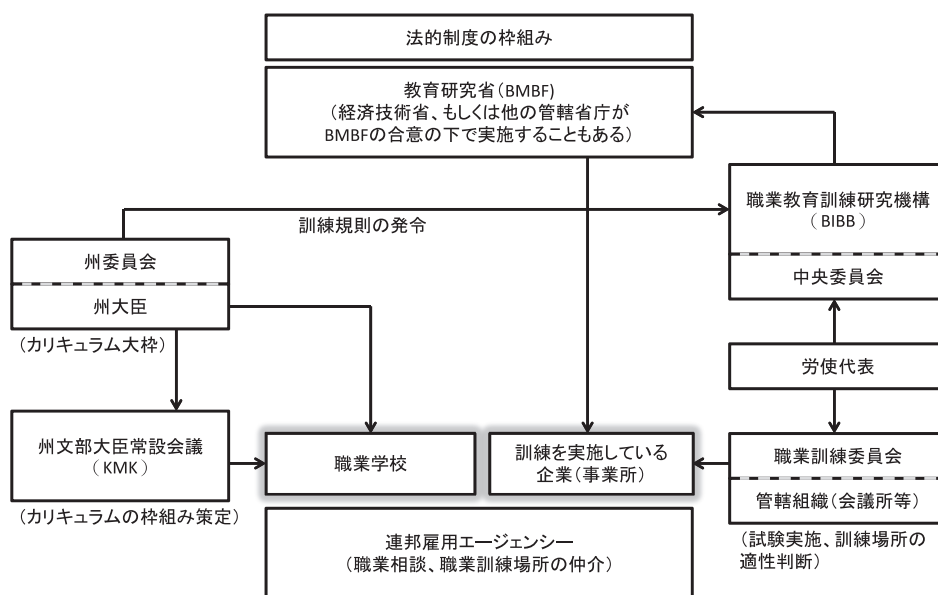 法的制度の枠組み
教育研究省(BMBF)
(経済技術省、もしくは他の管轄省庁が
BMBFの合意の下で実施することもある)
職業教育訓練研究機構
(BIBB)
中央委員会
訓練規則の発令
州委員会
州大臣
(カリキュラム大枠)
労使代表
州文部大臣常設会議
(KMK)
(カリキュラムの枠組み策定)
職業学校
訓練を実施している
企業(事業所)
職業訓練委員会
管轄組織(会議所等)
(試験実施、訓練場所の
適性判断)
連邦雇用エージェンシー
(職業相談、職業訓練場所の仲介)